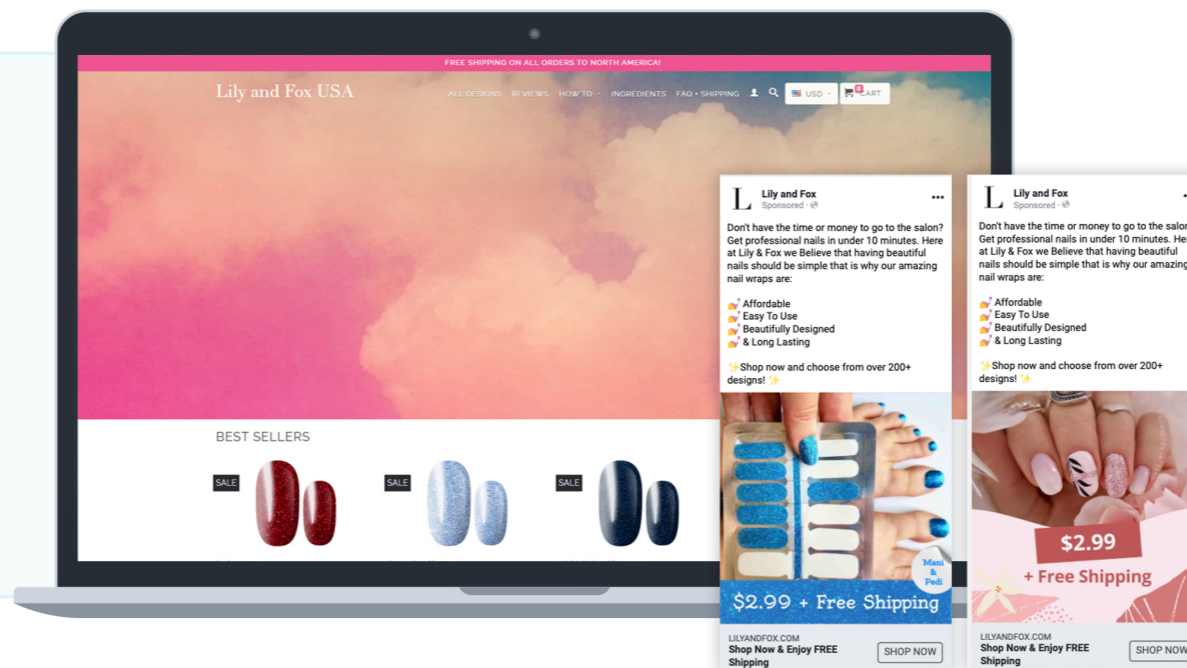 FREE SHIPPING ON ALL ORDERS TO NORTH AMERICA!
Lily and Fox USA
ALL DESIGNS REVIEWS HOW TO INGREDIENTS FAQ + SHIPPING USD CART
BEST SELLERS
SALE
SALE
SALE
L
Lily and Fox
Sponsored ·
Don't have the time or money to go to the salon?
Get professional nails in under 10 minutes. Here
at Lily & Fox we Believe that having beautiful
nails should be simple that is why our amazing
nail wraps are:
💅 Affordable
💅 Easy To Use
💅 Beautifully Designed
💅 & Long Lasting
✨Shop now and choose from over 200+
designs! ✨
Mani
&
Pedi
$2.99 + Free Shipping
LILYANDFOX.COM
Shop Now & Enjoy FREE
Shipping
SHOP NOW
L
Lily and Fox
Sponsored ·
Don't have the time or money to go to the salon
Get professional nails in under 10 minutes. He
at Lily & Fox we Believe that having beautiful
nails should be simple that is why our amazing
nail wraps are:
💅 Affordable
💅 Easy To Use
💅 Beautifully Designed
💅 & Long Lasting
✨Shop now and choose from over 200+
designs! ✨
$2.99
+ Free Shipping
LILYANDFOX.COM
Shop Now & Enjoy FREE
Shipping
SHOP NOW